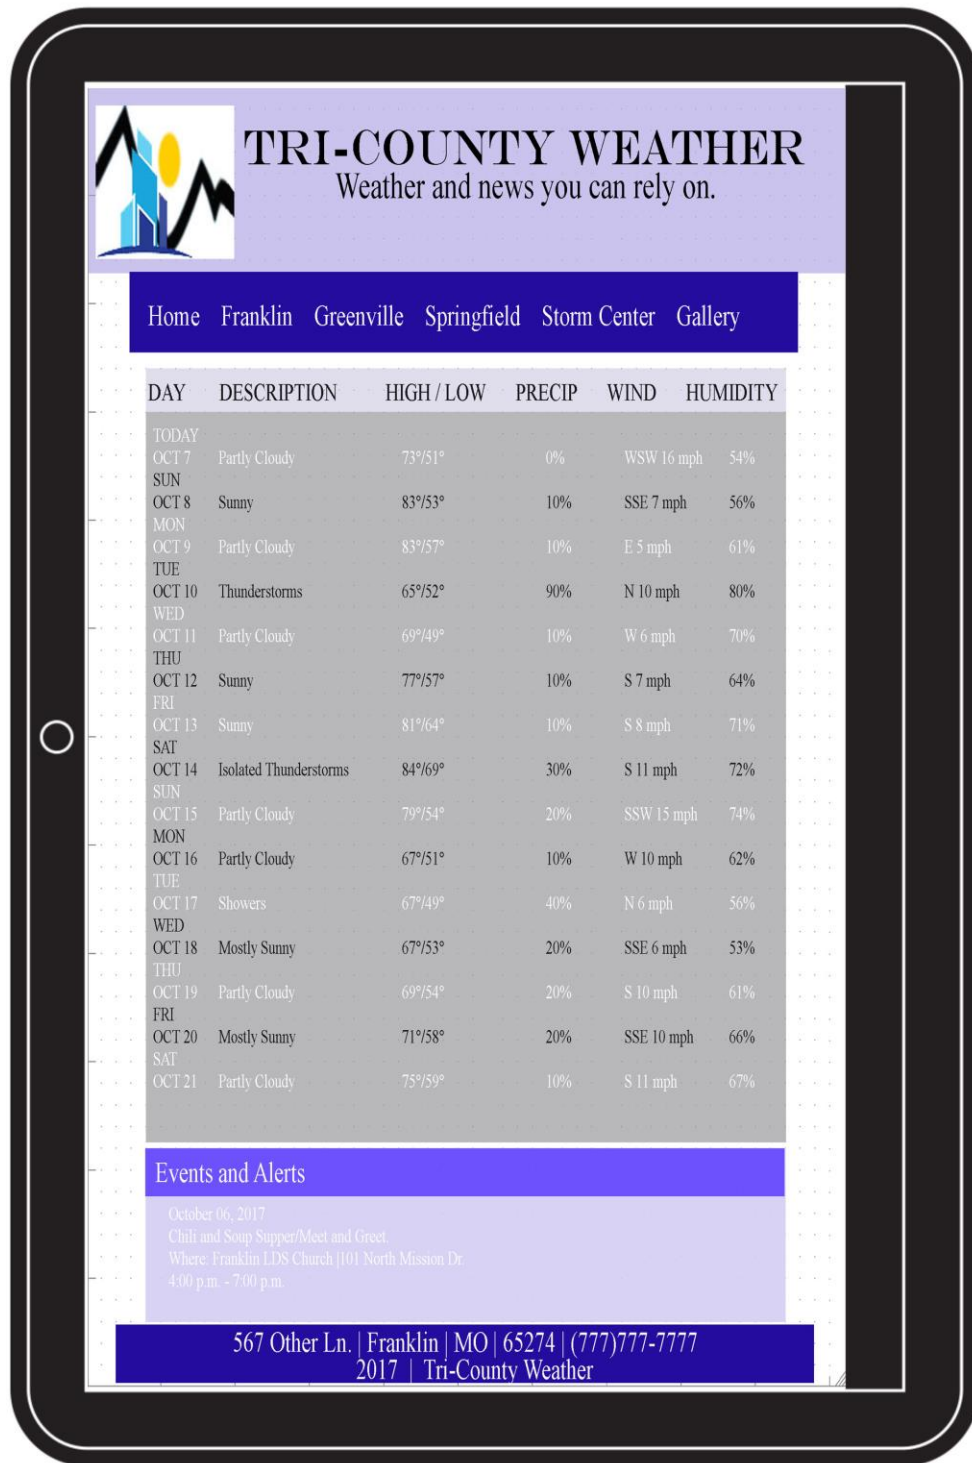 TRI-COUNTY WEATHER
Weather and news you can rely on.
Home Franklin Greenville Springfield Storm Center Gallery
DAY DESCRIPTION HIGH / LOW PRECIP WIND HUMIDITY
TODAY
OCT 7 Partly Cloudy 73°/51° 0% WSW 16 mph 54%
SUN
OCT 8 Sunny 83°/53° 10% SSE 7 mph 56%
MON
OCT 9 Partly Cloudy 83°/57° 10% E 5 mph 61%
TUE
OCT 10 Thunderstorms 65°/52° 90% N 10 mph 80%
WED
OCT 11 Partly Cloudy 69°/49° 10% W 6 mph 70%
THU
OCT 12 Sunny 77°/57° 10% S 7 mph 64%
FRI
OCT 13 Sunny 81°/64° 10% S 8 mph 71%
SAT
OCT 14 Isolated Thunderstorms 84°/69° 30% S 11 mph 72%
SUN
OCT 15 Partly Cloudy 79°/54° 20% SSW 15 mph 74%
MON
OCT 16 Partly Cloudy 67°/51° 10% W 10 mph 62%
TUE
OCT 17 Showers 67°/49° 40% N 6 mph 56%
WED
OCT 18 Mostly Sunny 67°/53° 20% SSE 6 mph 53%
THU
OCT 19 Partly Cloudy 69°/54° 20% S 10 mph 61%
FRI
OCT 20 Mostly Sunny 71°/58° 20% SSE 10 mph 66%
SAT
OCT 21 Partly Cloudy 75°/59° 10% S 11 mph 67%
Events and Alerts
October 06, 2017
Chili and Soup Supper/Meet and Greet.
Where: Franklin LDS Church |101 North Mission Dr.
4:00 p.m. - 7:00 p.m.
567 Other Ln. | Franklin | MO | 65274 | (777)777-7777
2017 | Tri-County Weather